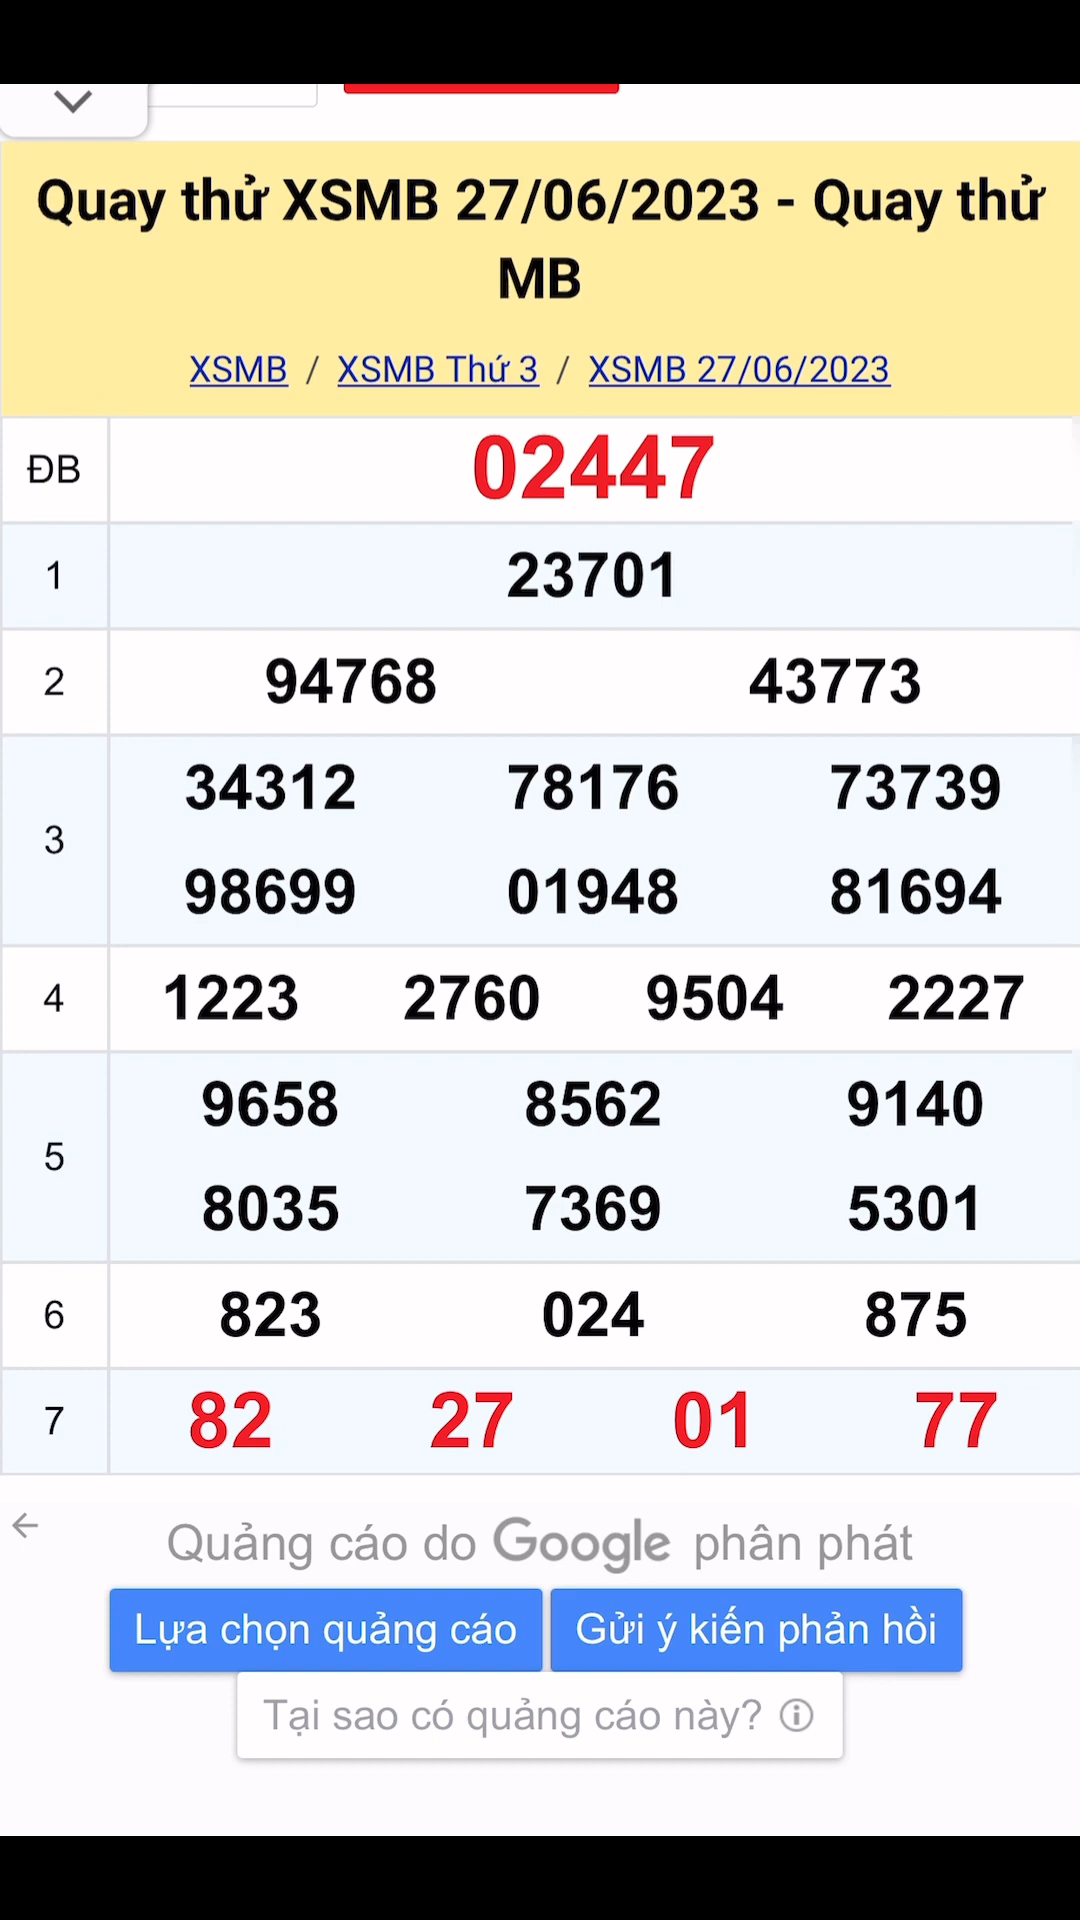 Quay thử XSMB 27/06/2023 - Quay thử
MB
XSMB / XSMB Thứ 3 / XSMB 27/06/2023
ĐB 02447
1 23701
2 94768 43773
3 34312 78176 73739
98699 01948 81694
4 1223 2760 9504 2227
5 9658 8562 9140
8035 7369 5301
6 823 024 875
7 82 27 01 77
Quảng cáo do Google phân phát
Lựa chọn quảng cáo Gửi ý kiến phản hồi
Tại sao có quảng cáo này?